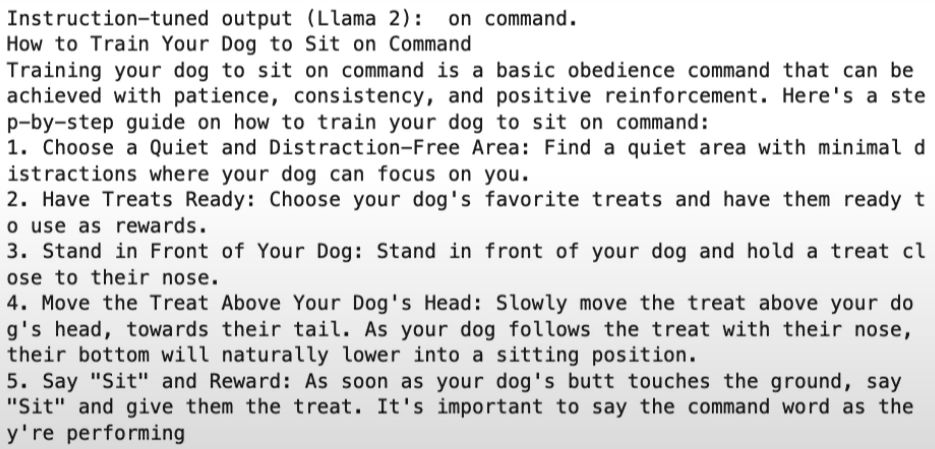 Instruction-tuned output (Llama 2):  on command.
How to Train Your Dog to Sit on Command
Training your dog to sit on command is a basic obedience command that can be
achieved with patience, consistency, and positive reinforcement. Here's a ste
p-by-step guide on how to train your dog to sit on command:
1. Choose a Quiet and Distraction-Free Area: Find a quiet area with minimal d
istractions where your dog can focus on you.
2. Have Treats Ready: Choose your dog's favorite treats and have them ready t
o use as rewards.
3. Stand in Front of Your Dog: Stand in front of your dog and hold a treat cl
ose to their nose.
4. Move the Treat Above Your Dog's Head: Slowly move the treat above your do
g's head, towards their tail. As your dog follows the treat with their nose,
their bottom will naturally lower into a sitting position.
5. Say "Sit" and Reward: As soon as your dog's butt touches the ground, say
"Sit" and give them the treat. It's important to say the command word as the
y're performing